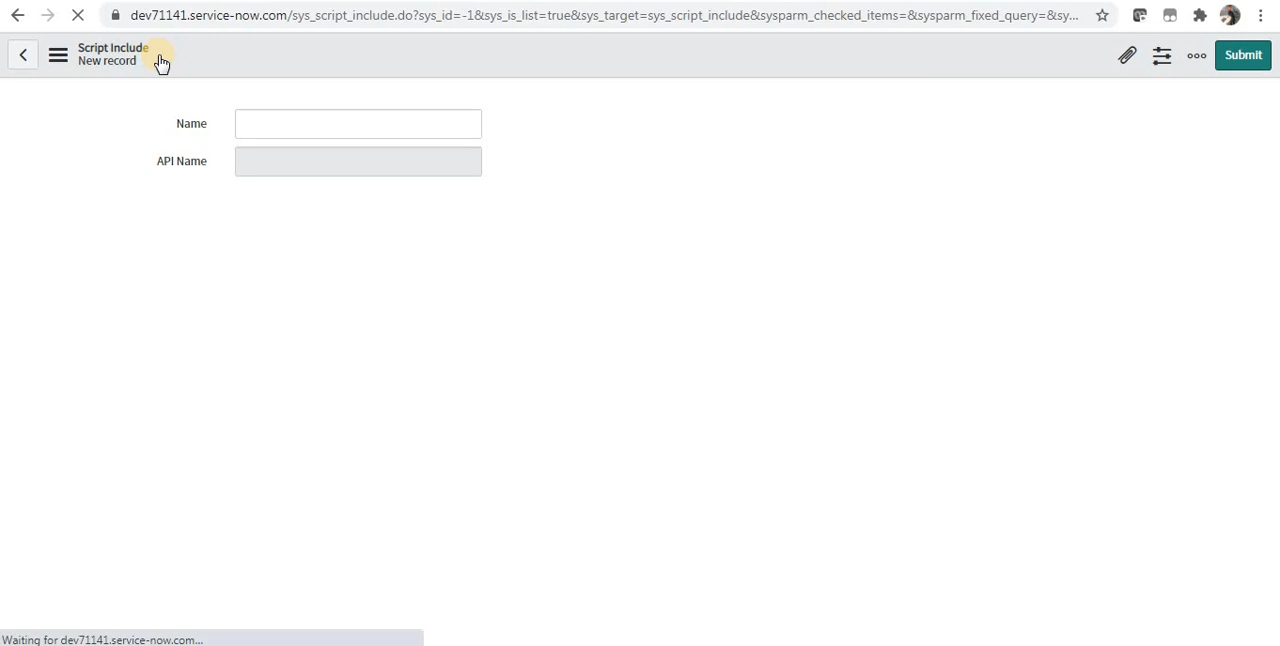 dev71141.service-now.com/sys_script_include.do?sys_id=-1&sys_is_list=true&sys_target=sys_script_include&sysparm_checked_items=&sysparm_fixed_query=&sy...
Script Include
New record
Submit
Name
API Name
Waiting for dev71141.service-now.com...